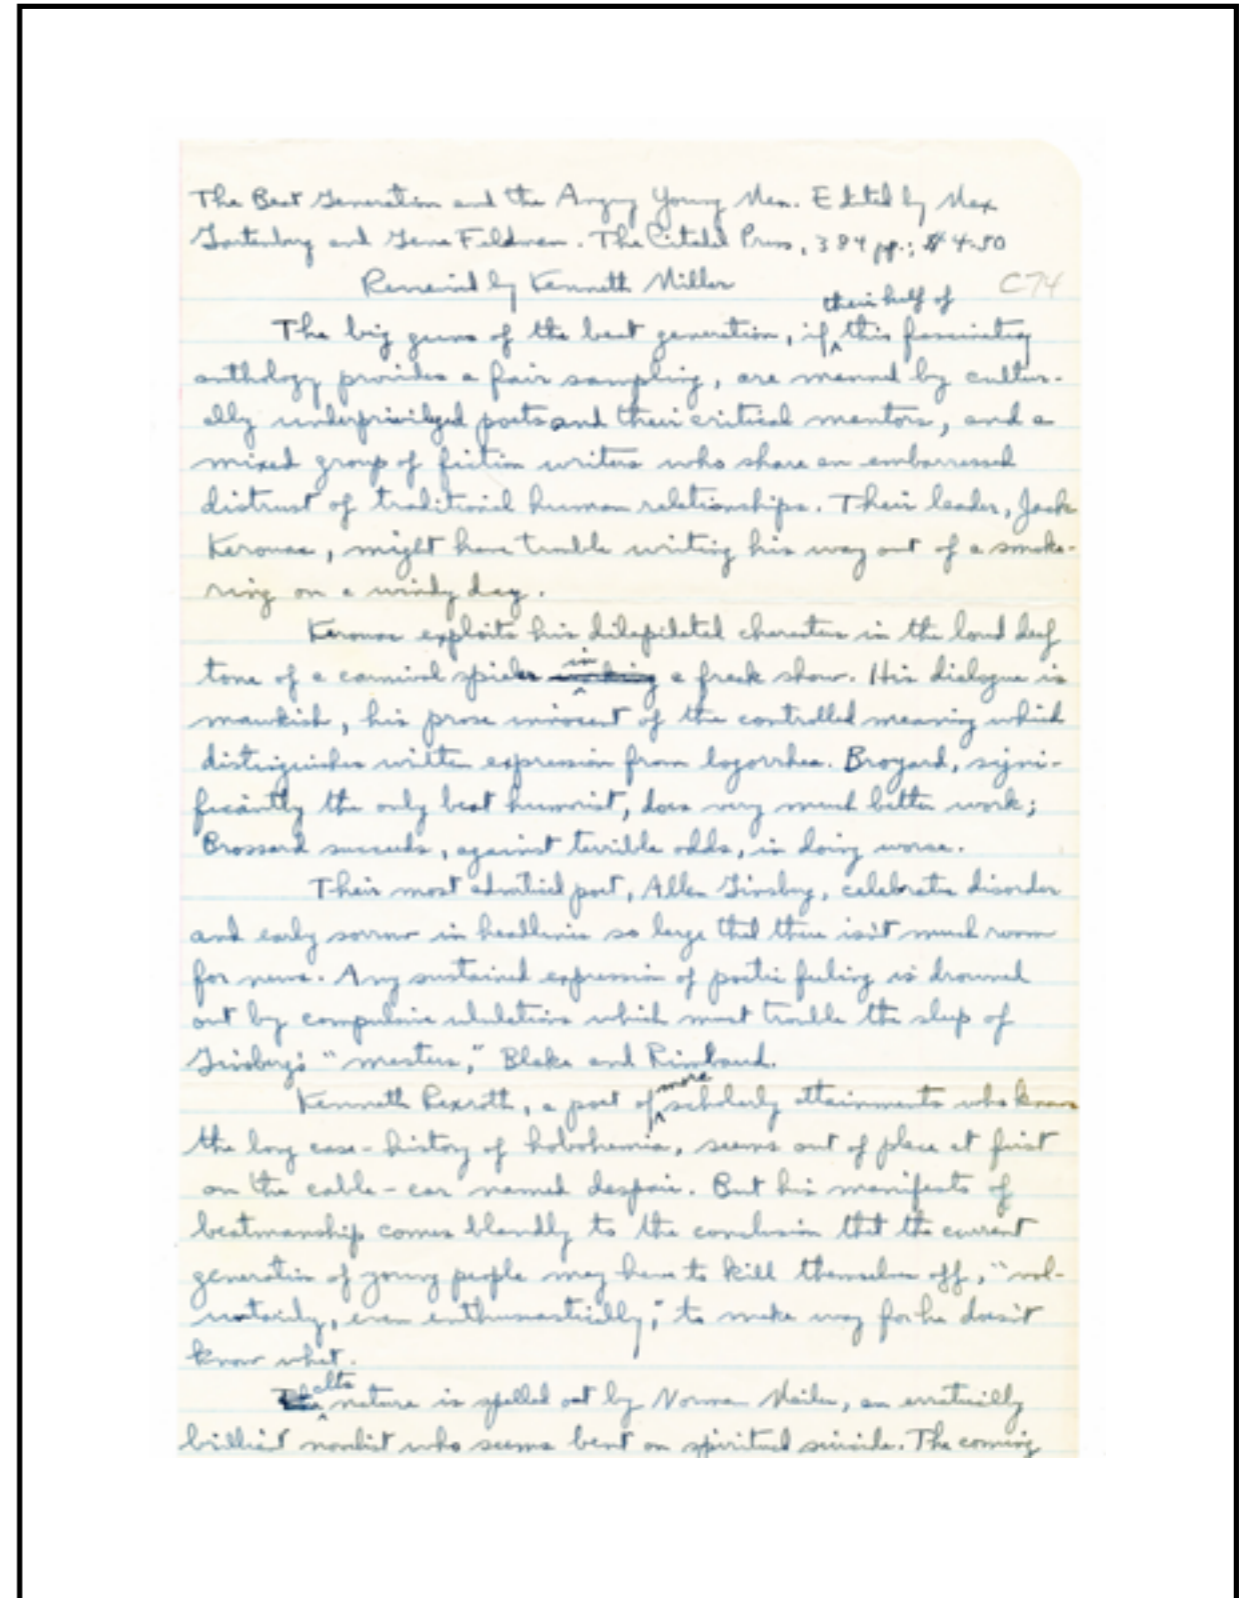 The Beat Generation and the Angry Young Men. Edited by Max
Gartenberg and Gene Feldman. The Citadel Press, 384 pp.; $4.50
Reviewed by Kenneth Millar
C74
their half of
The big guns of the beat generation, if ^ this fascinating
anthology provides a fair sampling, are manned by cultur-
ally underprivileged poets and their critical mentors, and a
mixed group of fiction writers who share an embarrassed
distrust of traditional human relationships. Their leader, Jack
Kerouac, might have trouble writing his way out of a smoke-
ring on a windy day.
Kerouac exploits his dilapidated characters in the loud deaf
in
tone of a carnival spieler ^ a freak show. His dialogue is
mawkish, his prose innocent of the controlled meaning which
distinguishes written expression from logorrhea. Broyard, signi-
ficantly the only beat humorist, does very much better work;
Brossard succeeds, against terrible odds, in doing worse.
Their most admired poet, Allen Ginsberg, celebrates disorder
and early sorrow in headlines so large that there isn't much room
for news. Any sustained expression of poetic feeling is drowned
out by compulsive ululations which must trouble the sleep of
Ginsberg's "masters," Blake and Rimbaud.
more
Kenneth Rexroth, a poet of ^ scholarly attainments who knows
the long case-history of hobohemia, seems out of place at first
on the cable-car named despair. But his manifesto of
beatmanship comes blandly to the conclusion that the current
generation of young people may have to kill themselves off, "vol-
untarily, even enthusiastically," to make way for he doesn't
know what.
^ nature is spelled out by Norman Mailer, an erratically
brilliant novelist who seems bent on spiritual suicide. The coming